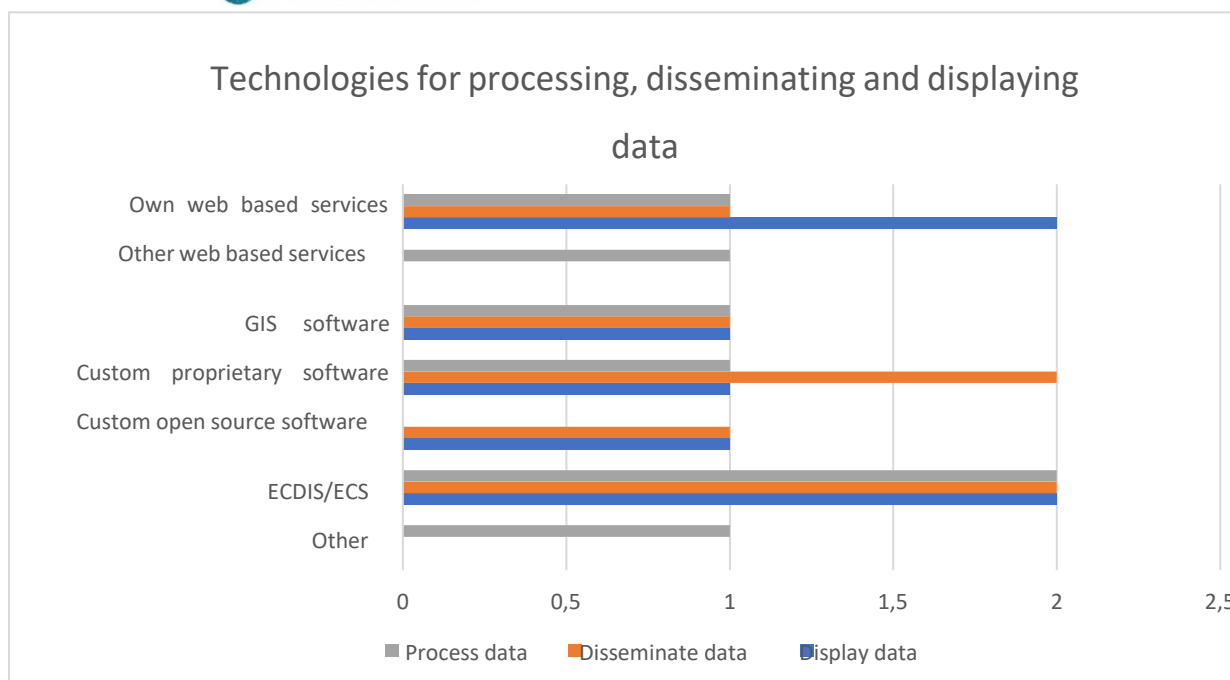 Technologies for processing, disseminating and displaying
data
Own web based services
Other web based services
GIS software
Custom proprietary software
Custom open source software
ECDIS/ECS
Other
0 0,5 1 1,5 2 2,5
Process data Disseminate data Display data